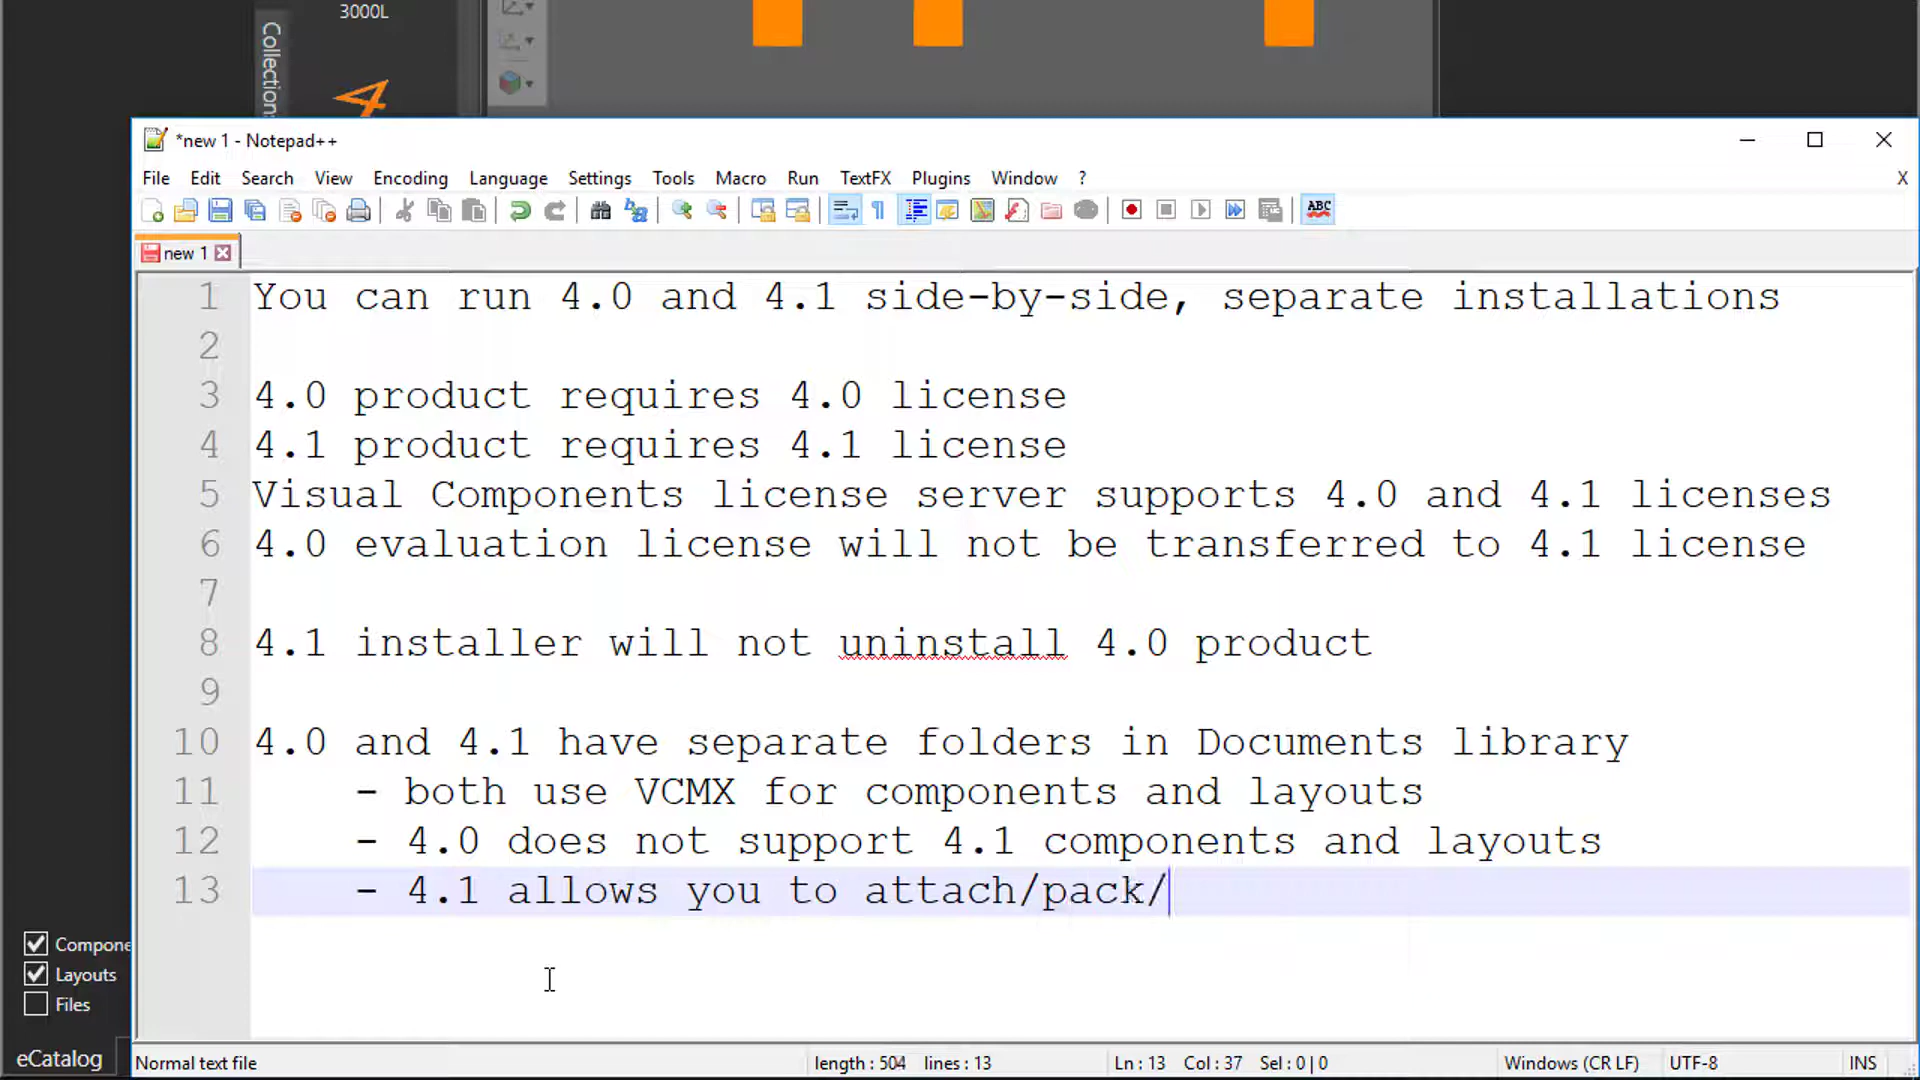 3000L
Collections
*new 1 - Notepad++
File Edit Search View Encoding Language Settings Tools Macro Run TextFX Plugins Window ? X
ABC
new 1
1 You can run 4.0 and 4.1 side-by-side, separate installations
2
3 4.0 product requires 4.0 license
4 4.1 product requires 4.1 license
5 Visual Components license server supports 4.0 and 4.1 licenses
6 4.0 evaluation license will not be transferred to 4.1 license
7
8 4.1 installer will not uninstall 4.0 product
9
10 4.0 and 4.1 have separate folders in Documents library
11 - both use VCMX for components and layouts
12 - 4.0 does not support 4.1 components and layouts
13 - 4.1 allows you to attach/pack/
Compone
Layouts
Files
eCatalog
Normal text file length : 504 lines : 13 Ln : 13 Col : 37 Sel : 0 | 0 Windows (CR LF) UTF-8 INS